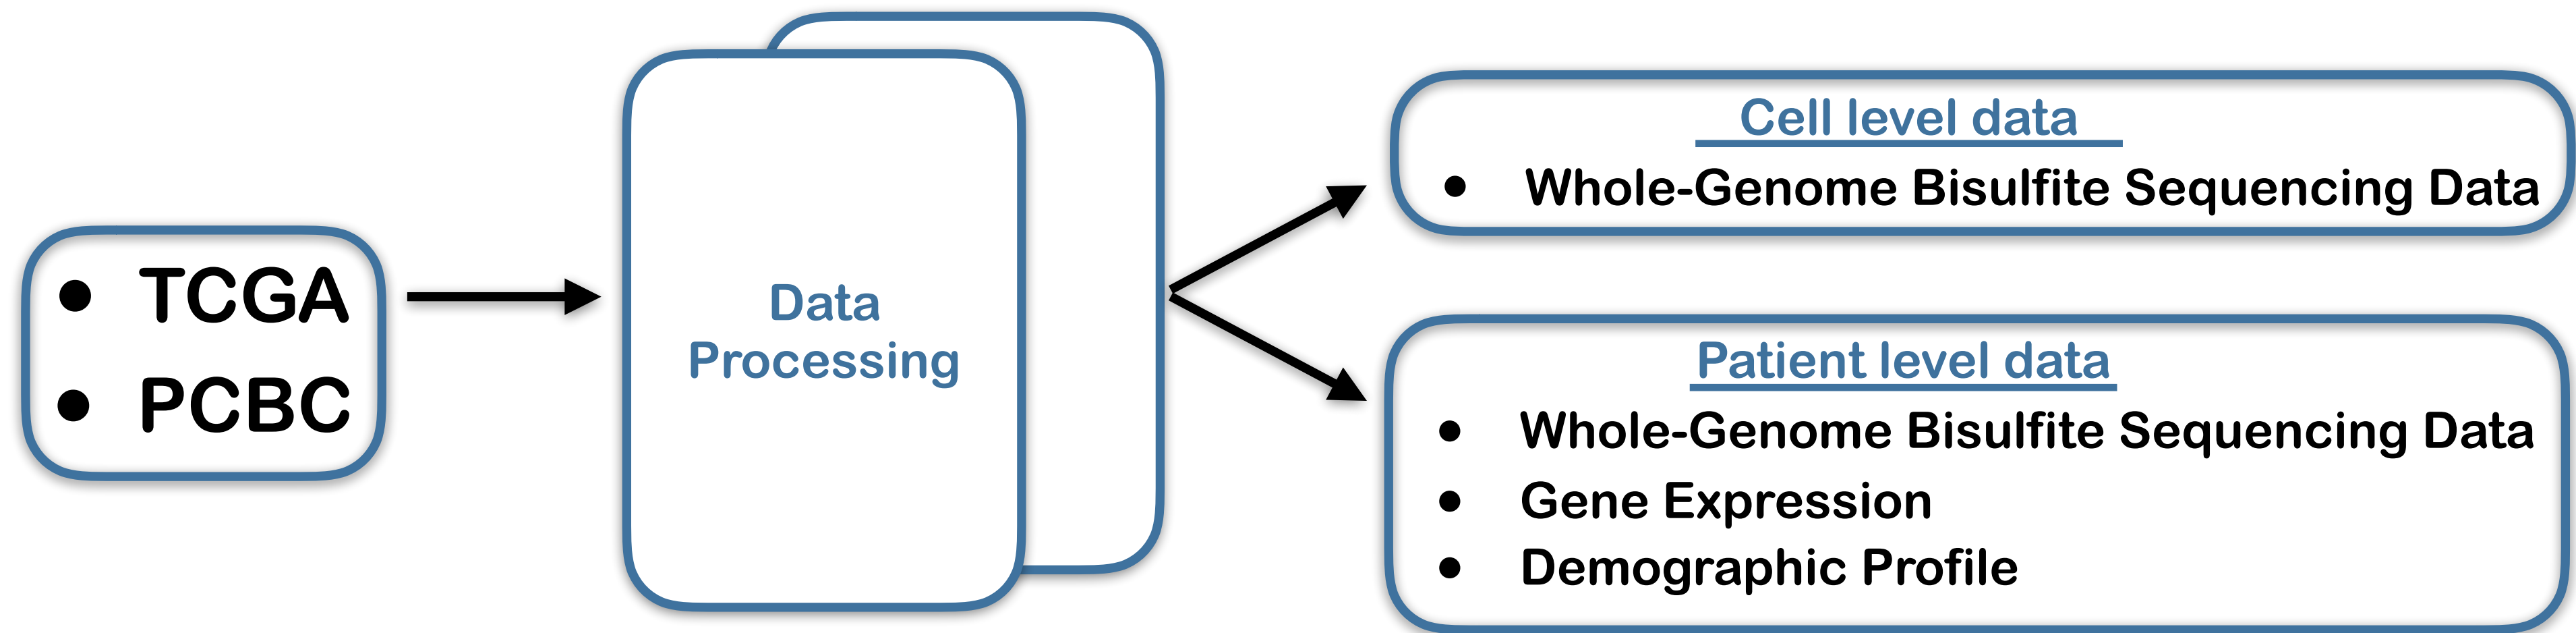 • TCGA
• PCBC
Data
Processing
Cell level data
• Whole-Genome Bisulfite Sequencing Data
Patient level data
• Whole-Genome Bisulfite Sequencing Data
• Gene Expression
• Demographic Profile